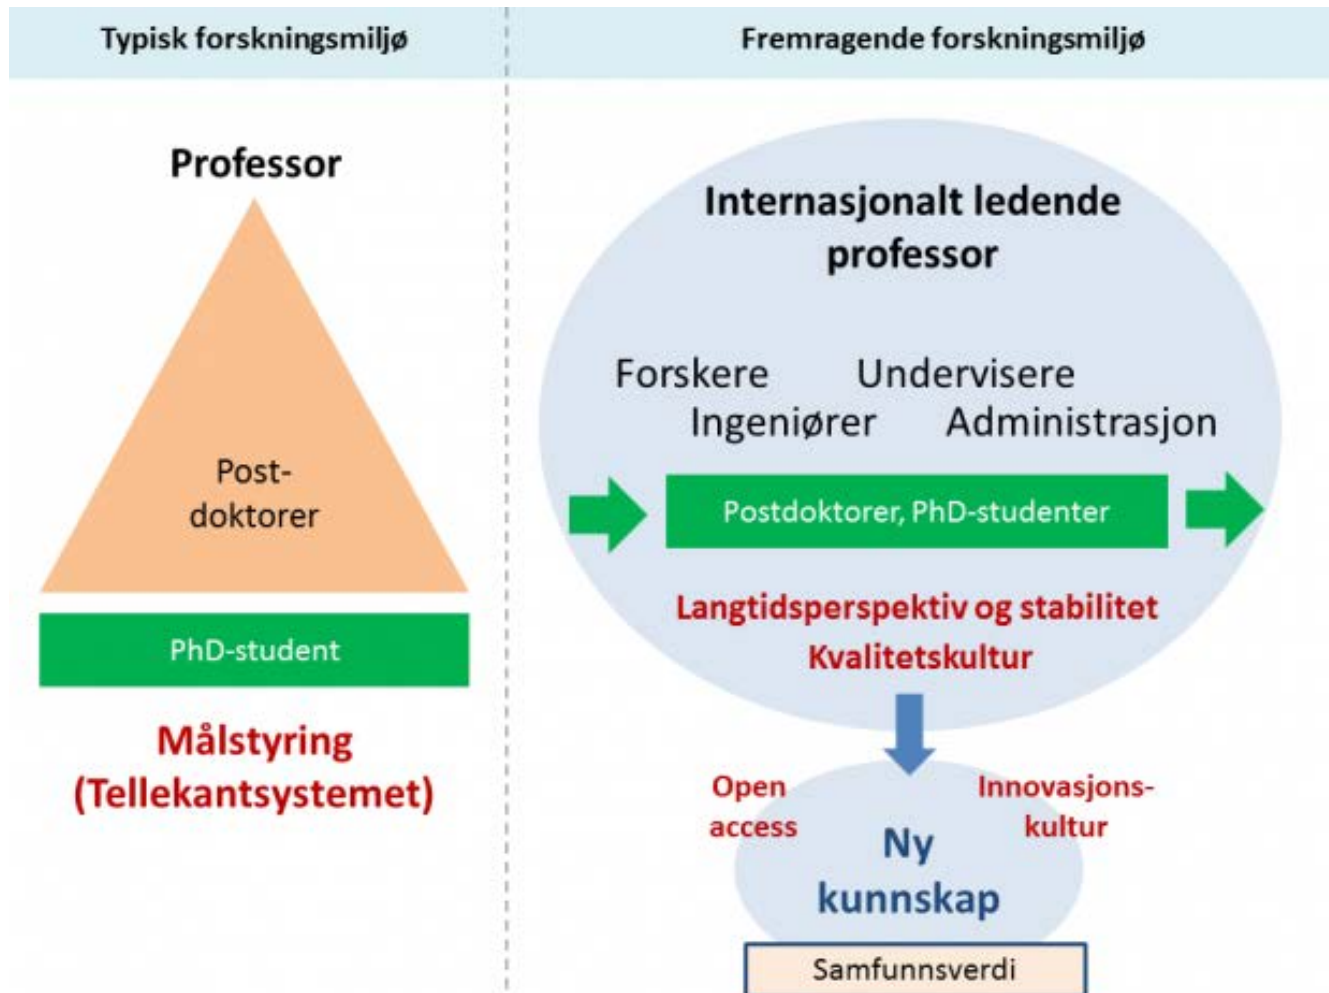 Typisk forskningsmiljø
Professor
Post-
doktorer
PhD-student
Målstyring
(Tellekantsystemet)
Fremragende forskningsmiljø
Internasjonalt ledende
professor
Forskere Undervisere
Ingeniører Administrasjon
Postdoktorer, PhD-studenter
Langtidsperspektiv og stabilitet
Kvalitetskultur
Open
access
Innovasjons-
kultur
Ny
kunnskap
Samfunnsverdi